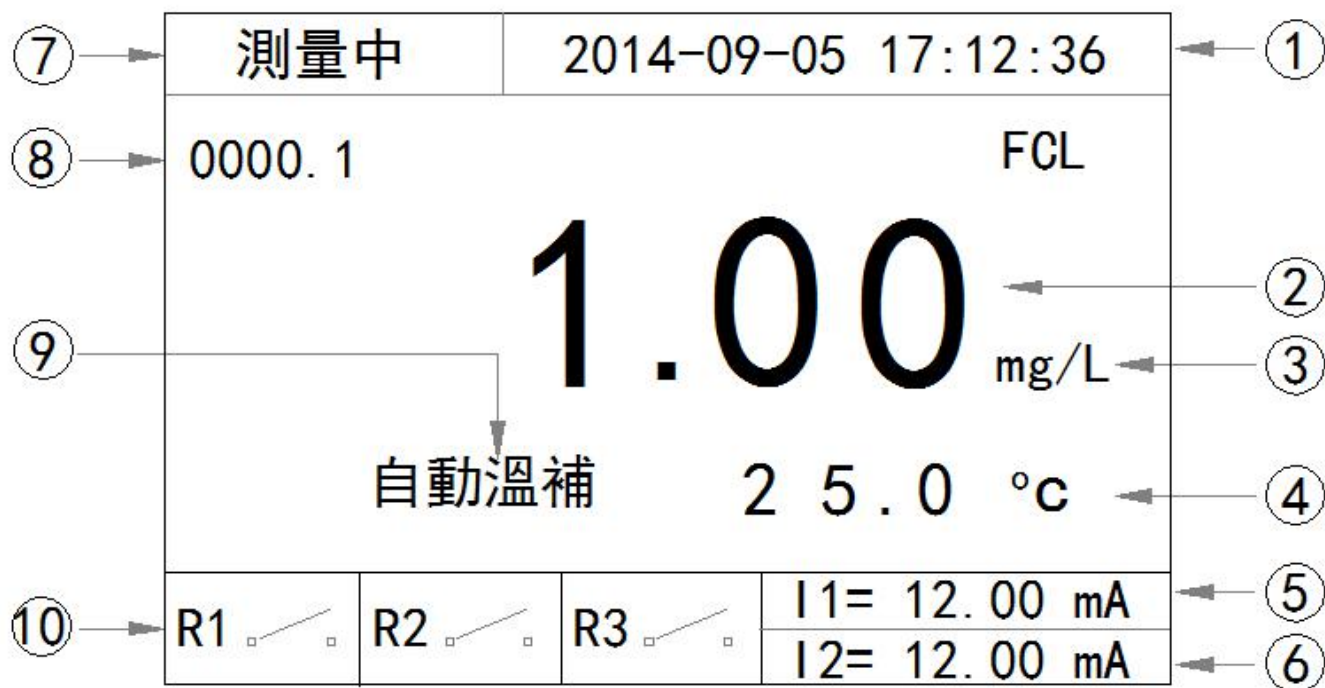 ⑦ 測量中 2014-09-05 17:12:36 ①
⑧ 0000.1 FCL
1.00 ②
⑨ mg/L ③
自動溫補 25.0 °C ④
⑩ R1 R2 R3 I1= 12.00 mA ⑤
I2= 12.00 mA ⑥